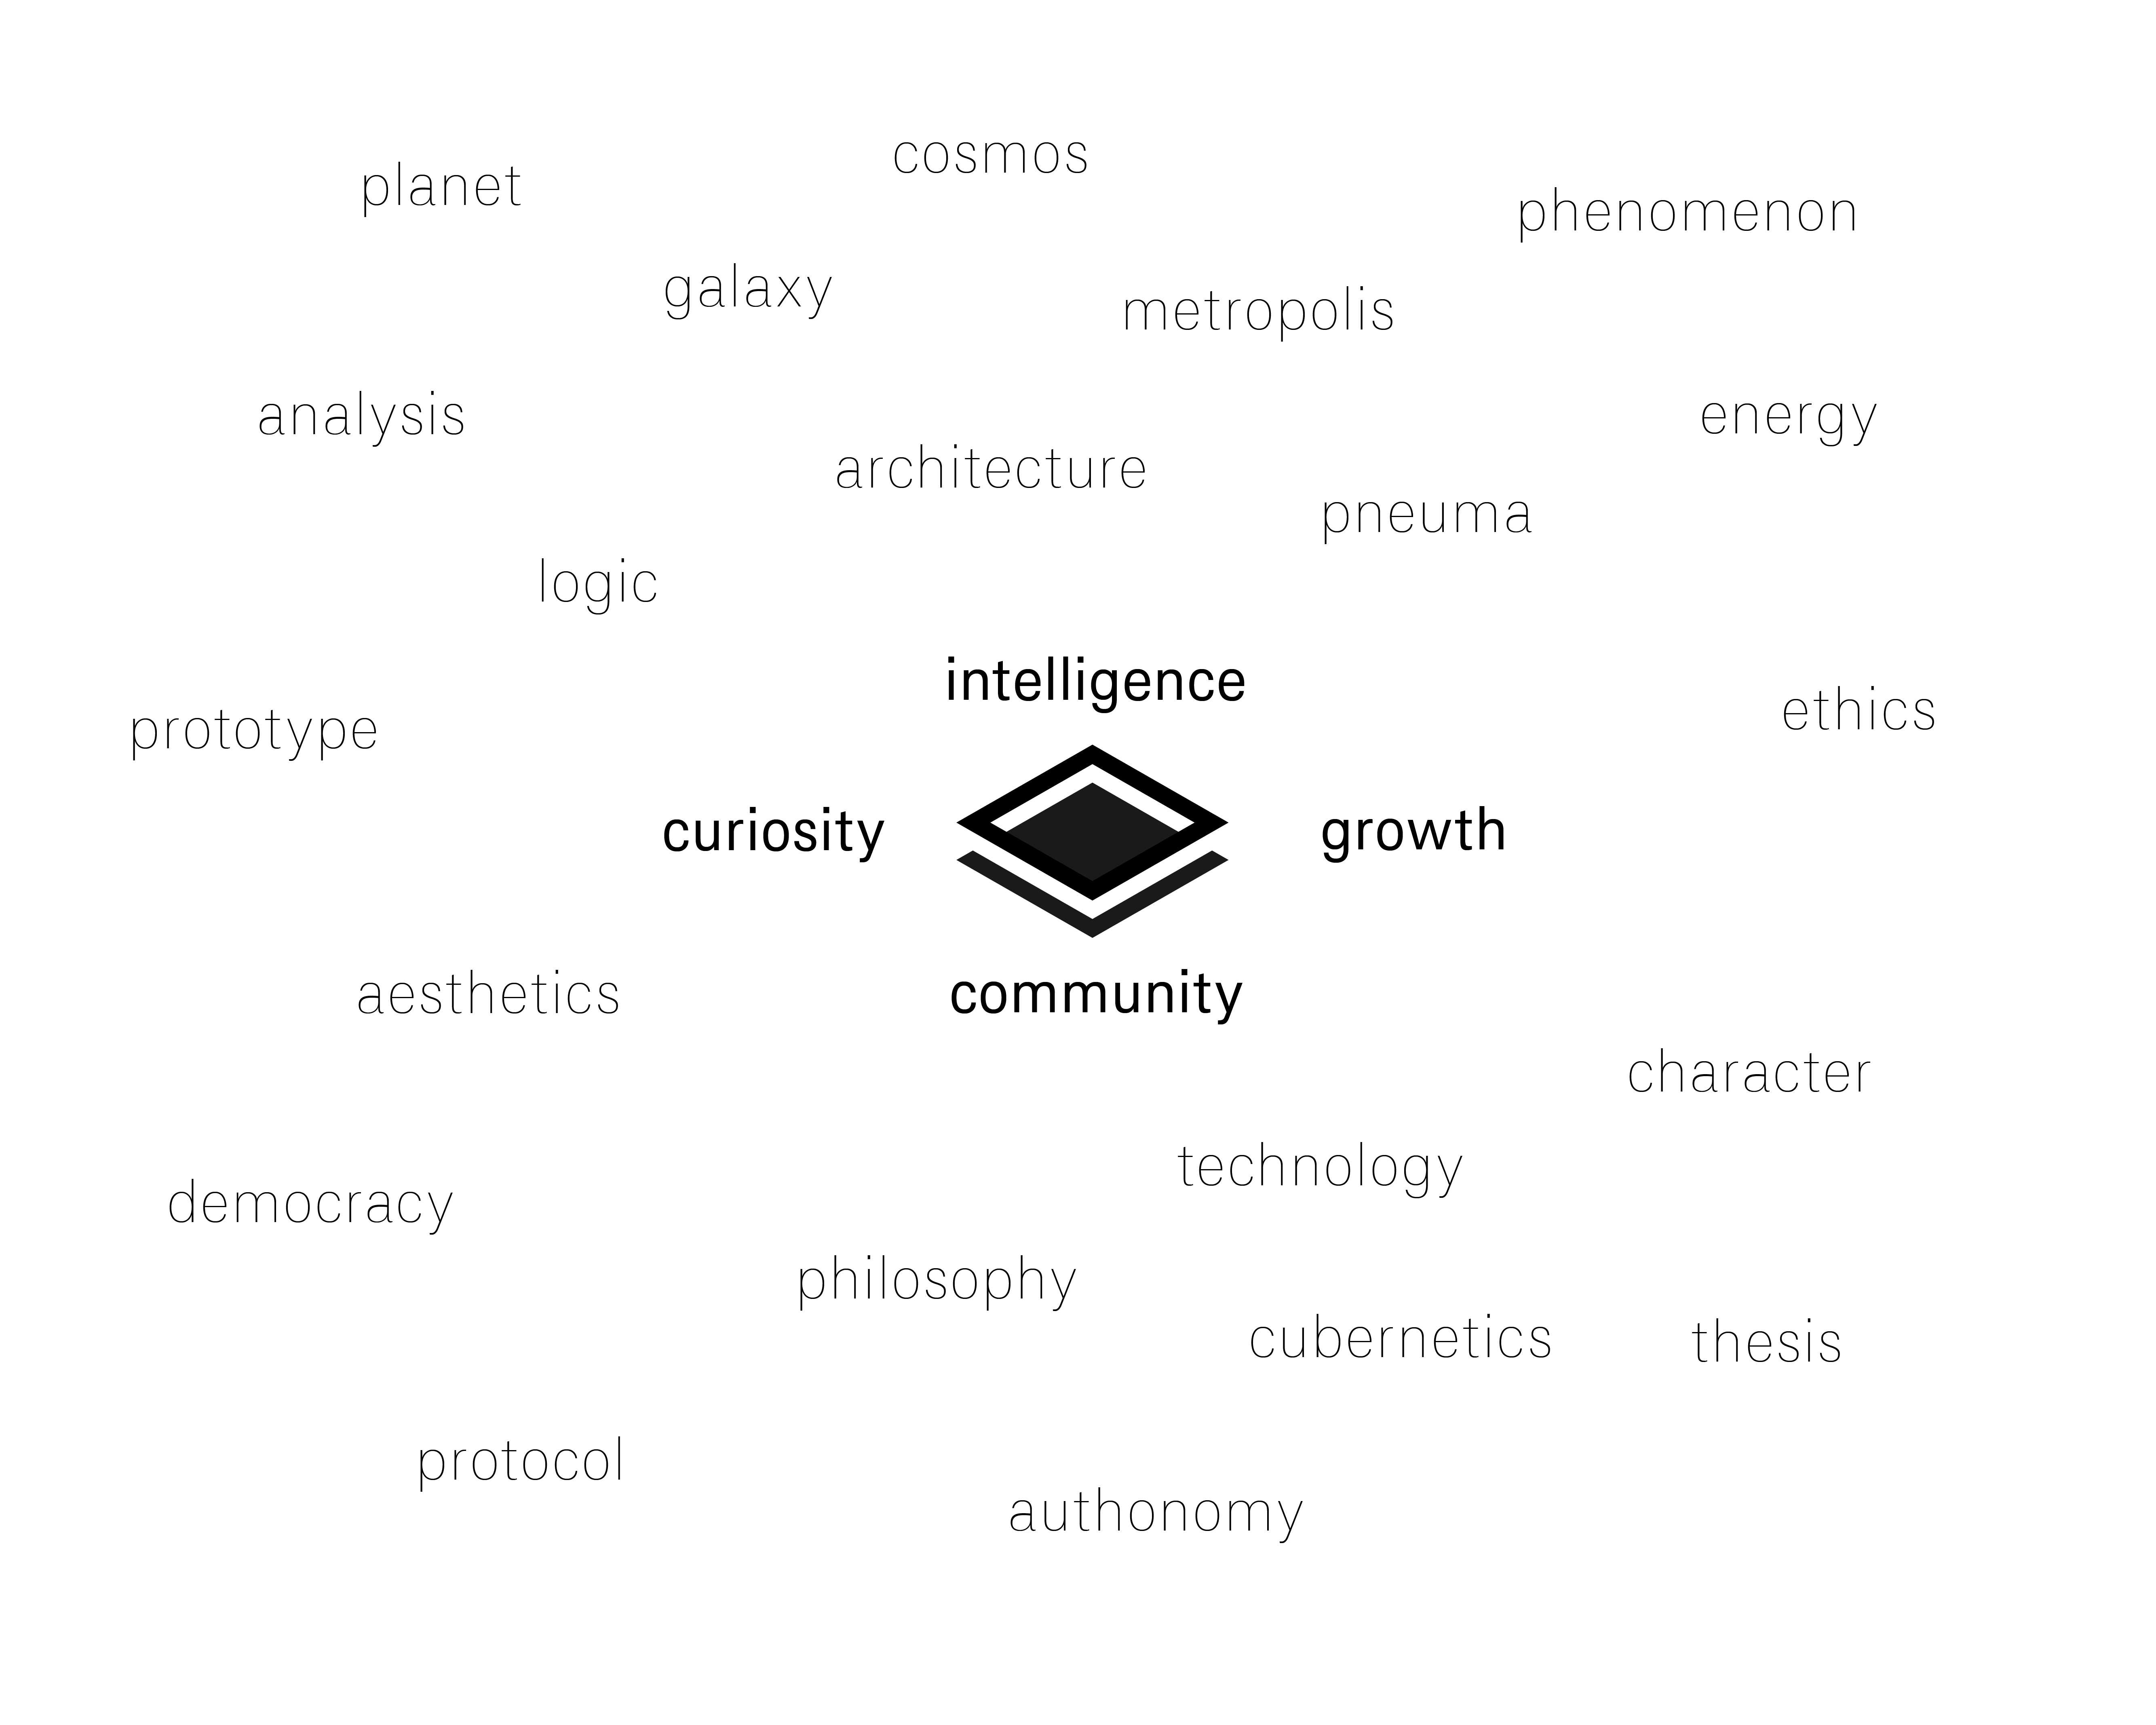 cosmos
planet
phenomenon
galaxy
metropolis
analysis
energy
architecture
pneuma
logic
intelligence
ethics
prototype
curiosity
growth
aesthetics
community
character
technology
democracy
philosophy
cubernetics
thesis
protocol
authonomy